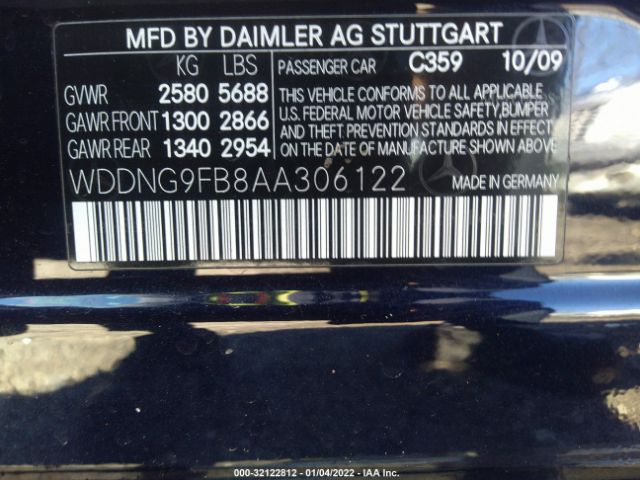 MFD BY DAIMLER AG STUTTGART
KG LBS
GVWR 2580 5688
GAWR FRONT 1300 2866
GAWR REAR 1340 2954
PASSENGER CAR C359 10/09
THIS VEHICLE CONFORMS TO ALL APPLICABLE
U.S. FEDERAL MOTOR VEHICLE SAFETY, BUMPER
AND THEFT PREVENTION STANDARDS IN EFFECT
ON THE DATE OF MANUFACTURE SHOWN ABOVE.
WDDNG9FB8AA306122
MADE IN GERMANY
000-32122812 - 01/04/2022 - IAA Inc.